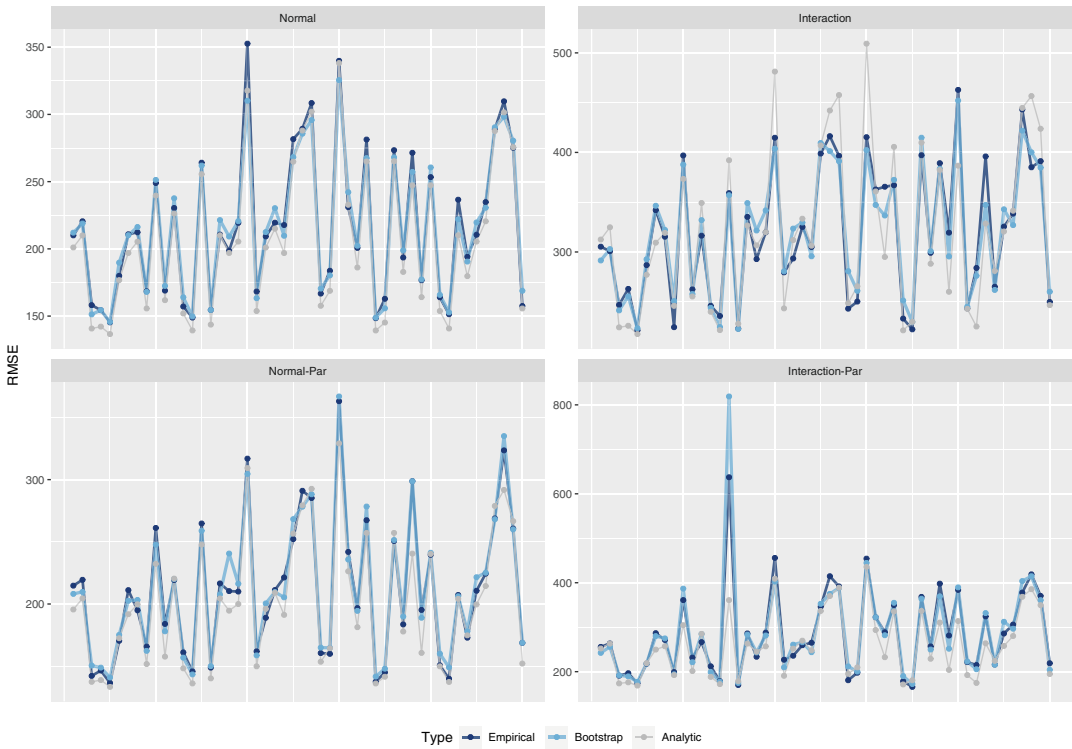 Normal
Interaction
350
300
250
200
150
500
400
300
RMSE
Normal-Par
Interaction-Par
300
200
800
600
400
200
Type Empirical Bootstrap Analytic